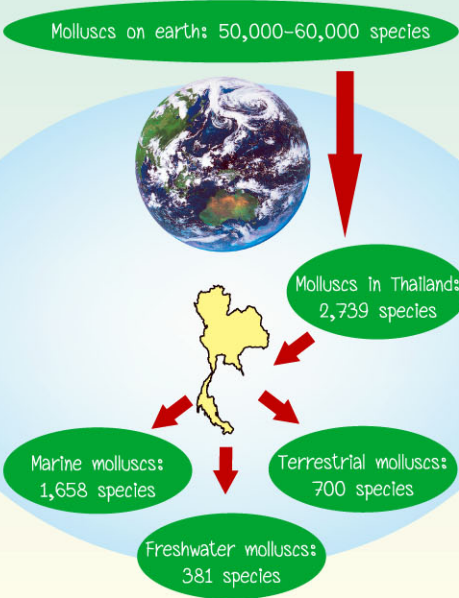 Molluscs on earth: 50,000-60,000 species
Molluscs in Thailand:
2,739 species
Marine molluscs:
1,658 species
Terrestrial molluscs:
700 species
Freshwater molluscs:
381 species